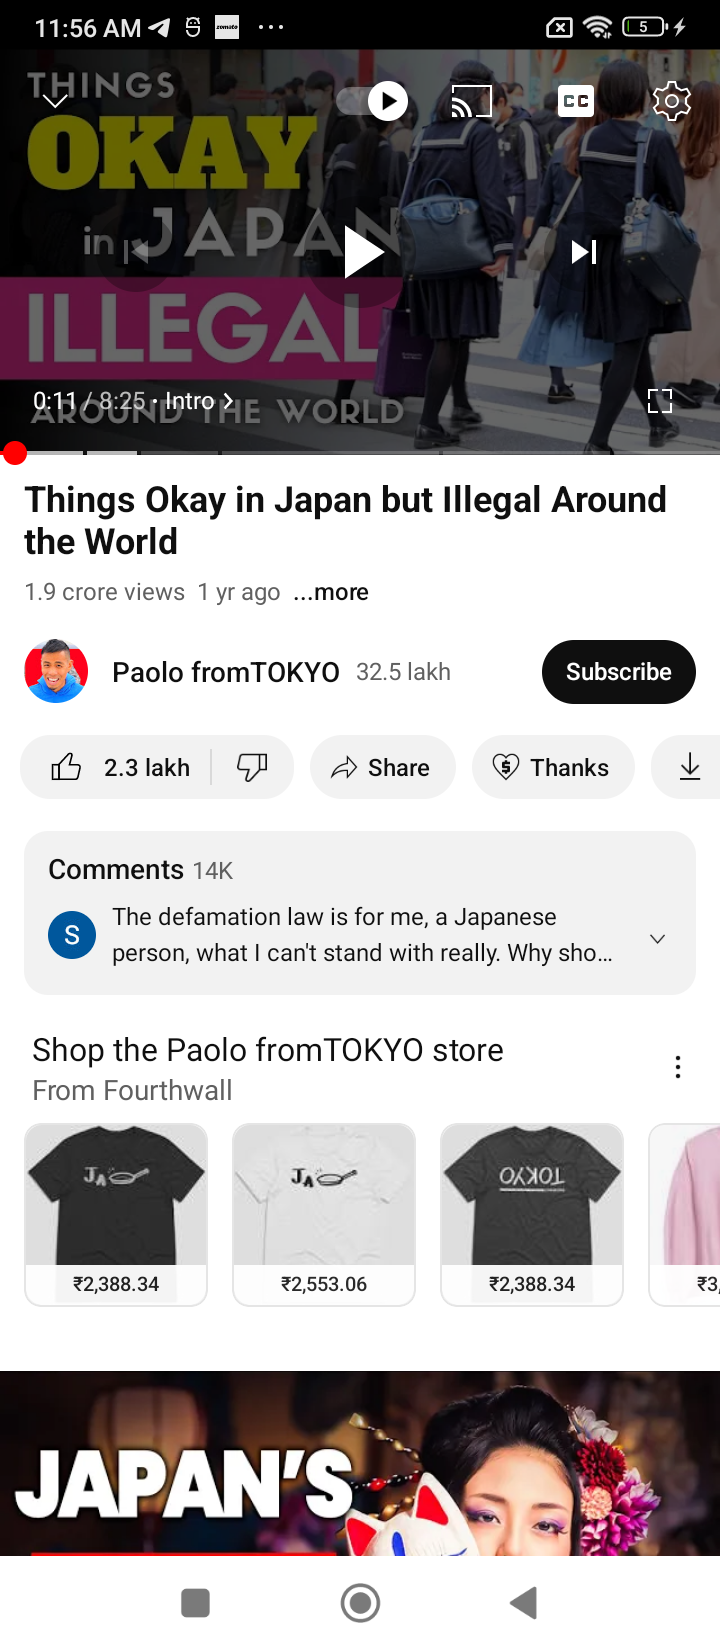 11:56 AM
zomato
5
THINGS
OKAY
in JAPAN
ILLEGAL
AROUND THE WORLD
CC
0:11 / 8:25 • Intro
Things Okay in Japan but Illegal Around
the World
1.9 crore views 1 yr ago ...more
Paolo fromTOKYO 32.5 lakh
Subscribe
2.3 lakh
Share
Thanks
Comments 14K
S
The defamation law is for me, a Japanese
person, what I can't stand with really. Why sho...
Shop the Paolo fromTOKYO store
From Fourthwall
JA
JA
TOKYO
₹2,388.34
₹2,553.06
₹2,388.34
₹3,
JAPAN'S